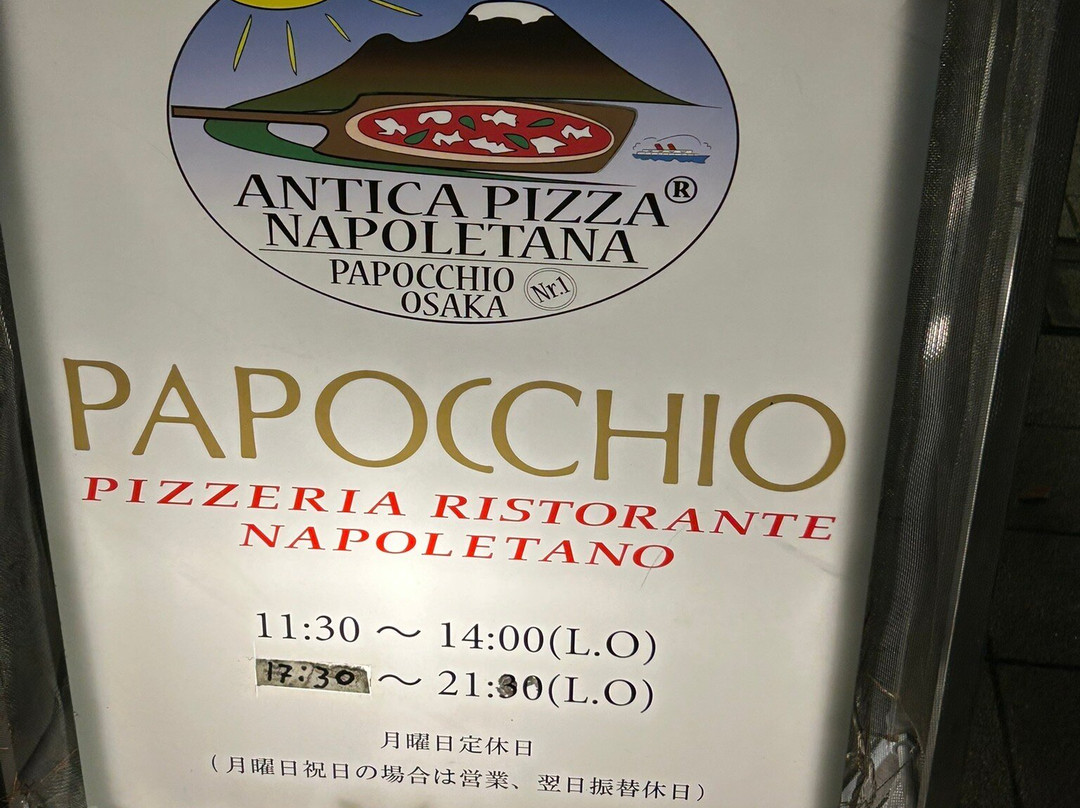 ANTICA PIZZA®
NAPOLETANA
PAPOCCHIO
OSAKA
Nr.1
PAPOCCHIO
PIZZERIA RISTORANTE
NAPOLETANO
11:30 〜 14:00(L.O)
17:30 〜 21:30(L.O)
月曜日定休日
(月曜日祝日の場合は営業、翌日振替休日)